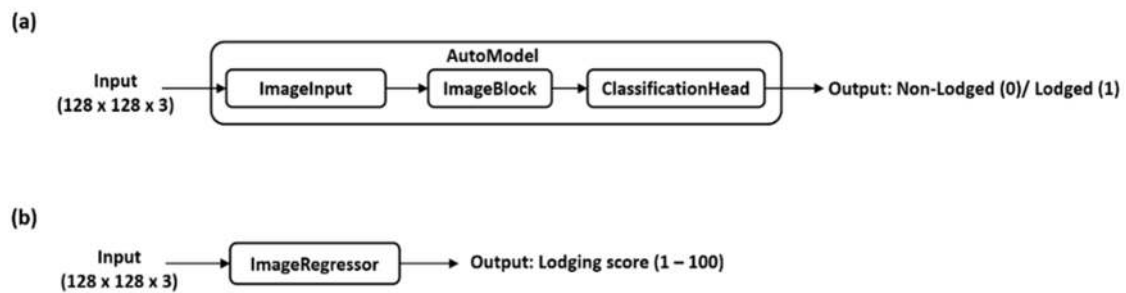 (a)
AutoModel
Input
(128 x 128 x 3)
ImageInput
ImageBlock
ClassificationHead
Output: Non-Lodged (0)/ Lodged (1)
(b)
Input
(128 x 128 x 3)
ImageRegressor
Output: Lodging score (1 – 100)